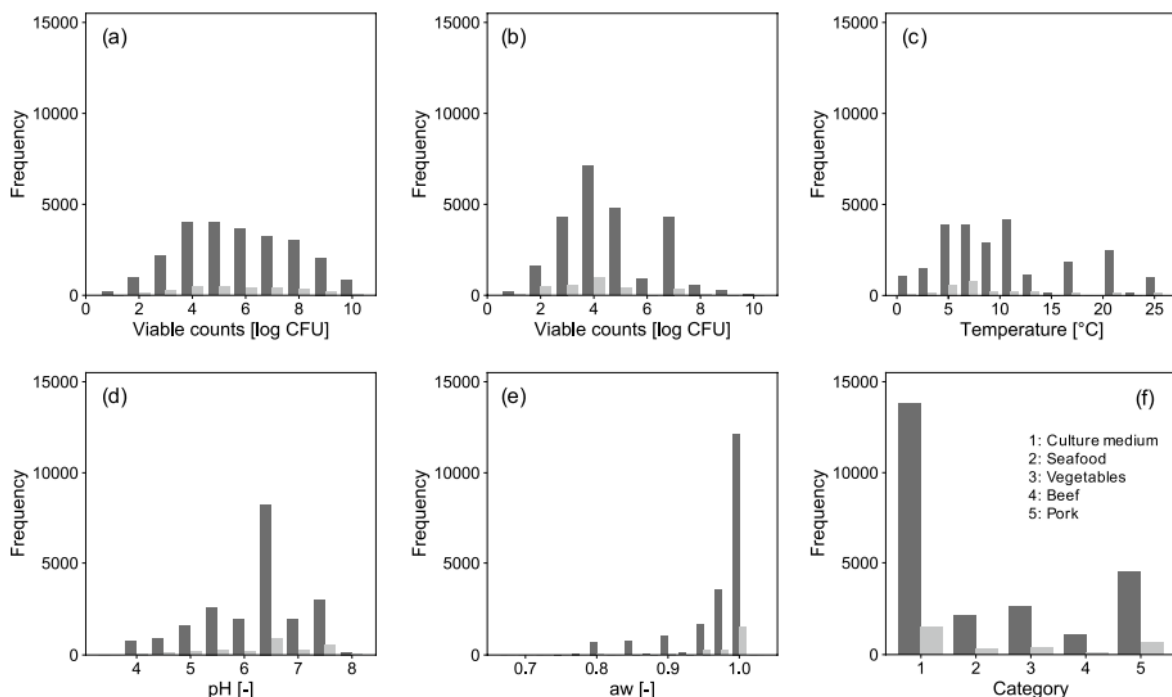 (a)
15000
10000
5000
0
Frequency
0 2 4 6 8 10
Viable counts [log CFU]
(b)
15000
10000
5000
0
Frequency
0 2 4 6 8 10
Viable counts [log CFU]
(c)
15000
10000
5000
0
Frequency
0 5 10 15 20 25
Temperature [°C]
(d)
15000
10000
5000
0
Frequency
4 5 6 7 8
pH [-]
(e)
15000
10000
5000
0
Frequency
0.7 0.8 0.9 1.0
aw [-]
(f)
15000
10000
5000
0
Frequency
1: Culture medium
2: Seafood
3: Vegetables
4: Beef
5: Pork
1 2 3 4 5
Category